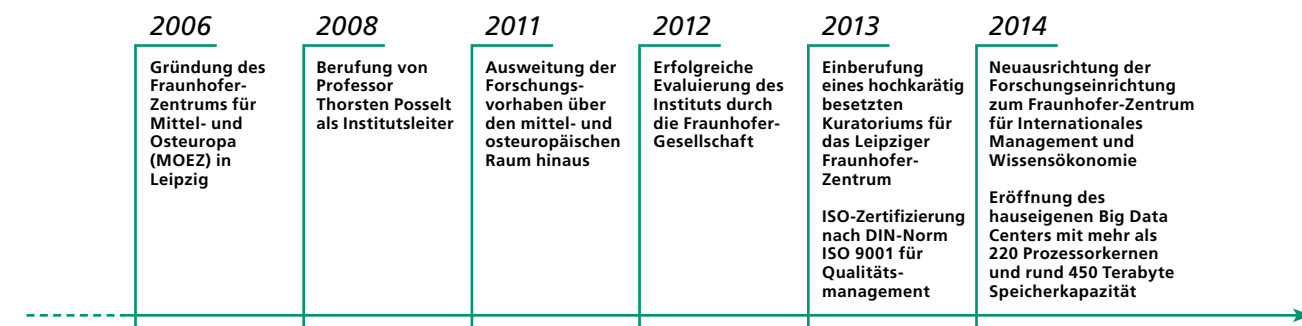 2006
Gründung des
Fraunhofer-
Zentrums für
Mittel- und
Osteuropa
(MOEZ) in
Leipzig
2008
Berufung von
Professor
Thorsten Posselt
als Institutsleiter
2011
Ausweitung der
Forschungs-
vorhaben über
den mittel- und
osteuropäischen
Raum hinaus
2012
Erfolgreiche
Evaluierung des
Instituts durch
die Fraunhofer-
Gesellschaft
2013
Einberufung
eines hochkarätig
besetzten
Kuratoriums für
das Leipziger
Fraunhofer-
Zentrum
ISO-Zertifizierung
nach DIN-Norm
ISO 9001 für
Qualitäts-
management
2014
Neuausrichtung der
Forschungseinrichtung
zum Fraunhofer-Zentrum
für Internationales
Management und
Wissensökonomie
Eröffnung des
hauseigenen Big Data
Centers mit mehr als
220 Prozessorkernen
und rund 450 Terabyte
Speicherkapazität